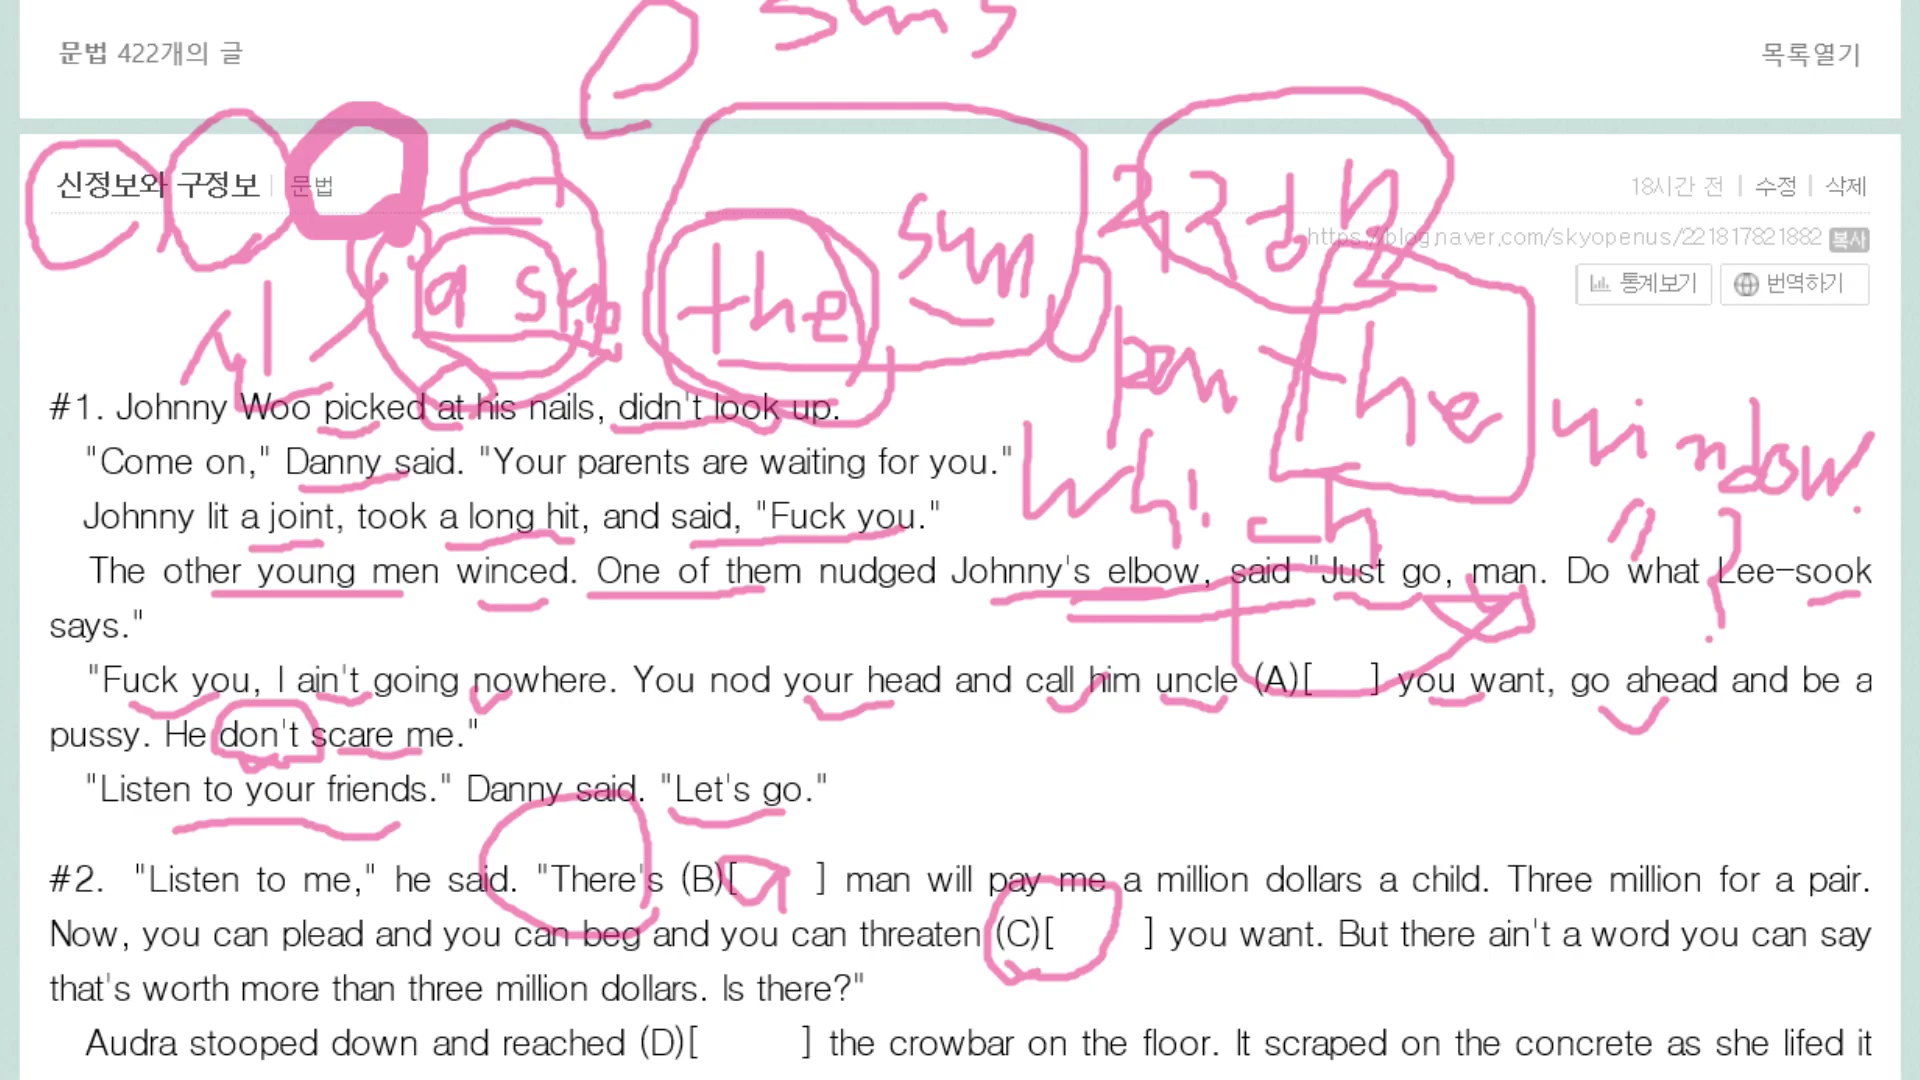 sun's
문법 422개의 글 목록열기
신정보와 구정보 | 문법 18시간 전 | 수정 | 삭제
https://blog.naver.com/skyopenus/221817821882 복사
통계보기 번역하기
신 a the sun 구정보
the window.
#1. Johnny Woo picked at his nails, didn't look up.
"Come on," Danny said. "Your parents are waiting for you."
Johnny lit a joint, took a long hit, and said, "Fuck you."
The other young men winced. One of them nudged Johnny's elbow, said "Just go, man. Do what Lee-sook
says."
"Fuck you, I ain't going nowhere. You nod your head and call him uncle (A)[ ] you want, go ahead and be a
pussy. He don't scare me."
"Listen to your friends." Danny said. "Let's go."
#2. "Listen to me," he said. "There's (B)[ a ] man will pay me a million dollars a child. Three million for a pair.
Now, you can plead and you can beg and you can threaten (C)[ ] you want. But there ain't a word you can say
that's worth more than three million dollars. Is there?"
Audra stooped down and reached (D)[ ] the crowbar on the floor. It scraped on the concrete as she lifed it